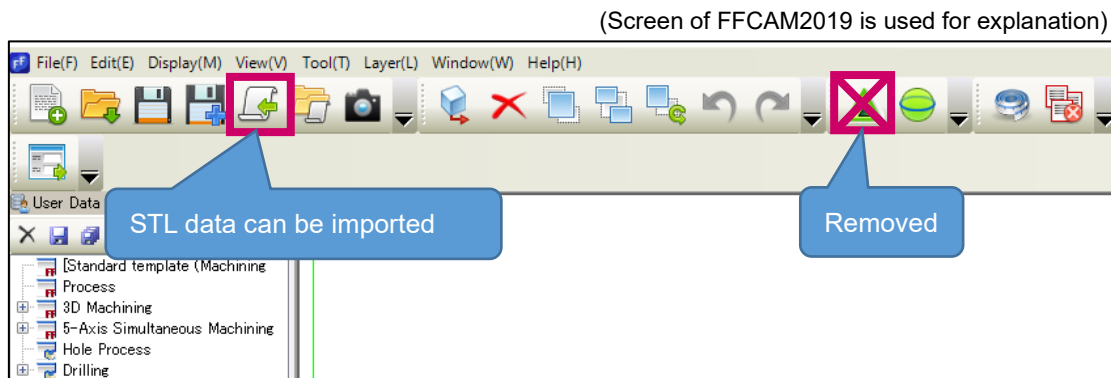 (Screen of FFCAM2019 is used for explanation)
FF File(F) Edit(E) Display(M) View(V) Tool(T) Layer(L) Window(W) Help(H)
User Data
STL data can be imported
Removed
[Standard template (Machining
Process
3D Machining
5-Axis Simultaneous Machining
Hole Process
Drilling